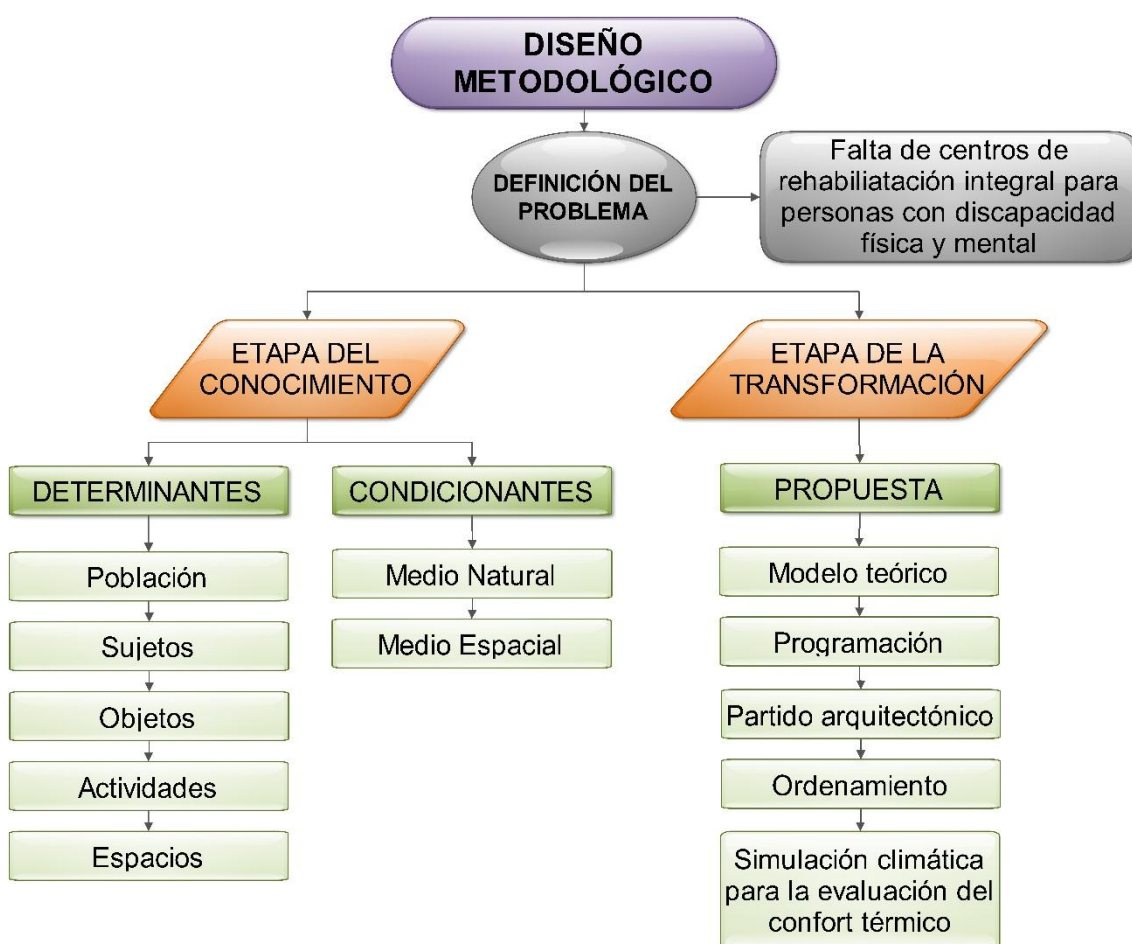 DISEÑO
METODOLÓGICO
DEFINICIÓN DEL
PROBLEMA
Falta de centros de
rehabiliatación integral para
personas con discapacidad
física y mental
ETAPA DEL
CONOCIMIENTO
ETAPA DE LA
TRANSFORMACIÓN
DETERMINANTES
Población
Sujetos
Objetos
Actividades
Espacios
CONDICIONANTES
Medio Natural
Medio Espacial
PROPUESTA
Modelo teórico
Programación
Partido arquitectónico
Ordenamiento
Simulación climática
para la evaluación del
confort térmico